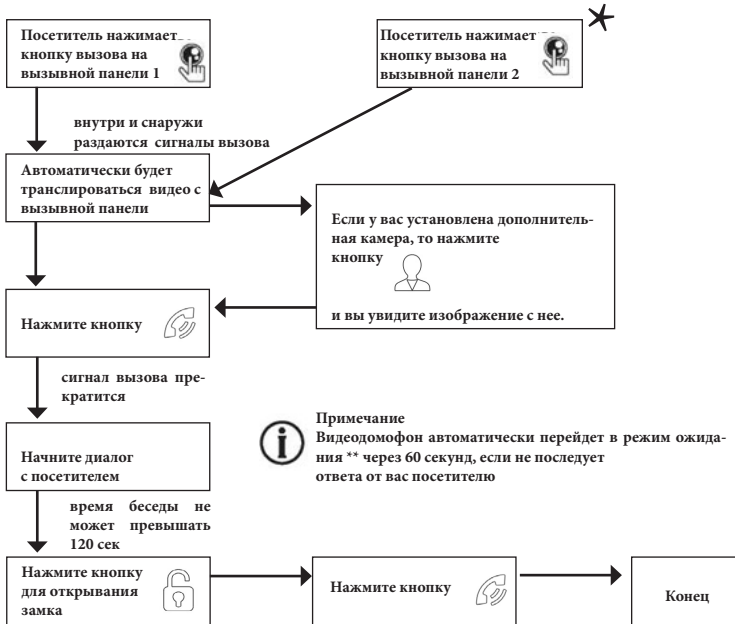 Посетитель нажимает
кнопку вызова на
вызывной панели 1
Посетитель нажимает
кнопку вызова на
вызывной панели 2
внутри и снаружи
раздаются сигналы вызова
Автоматически будет
транслироваться видео с
вызывной панели
Если у вас установлена дополнитель-
ная камера, то нажмите
кнопку
и вы увидите изображение с нее.
Нажмите кнопку
сигнал вызова пре-
кратится
Примечание
Видеодомофон автоматически перейдет в режим ожида-
ния ** через 60 секунд, если не последует
ответа от вас посетителю
Начните диалог
с посетителем
время беседы не
может превышать
120 сек
Нажмите кнопку
для открывания
замка
Нажмите кнопку
Конец